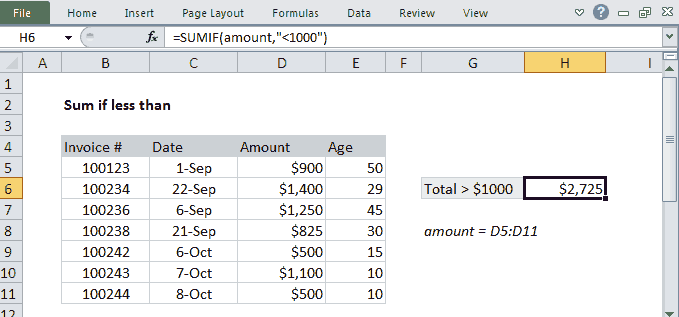 File Home Insert Page Layout Formulas Data Review View
H6 fx =SUMIF(amount,"<1000")
A B C D E F G H I
1
2 Sum if less than
3
4 Invoice # Date Amount Age
5 100123 1-Sep $900 50
6 100234 22-Sep $1,400 29 Total > $1000 $2,725
7 100236 6-Sep $1,250 45
8 100238 21-Sep $825 30 amount = D5:D11
9 100242 6-Oct $500 15
10 100243 7-Oct $1,100 10
11 100244 8-Oct $500 10
12